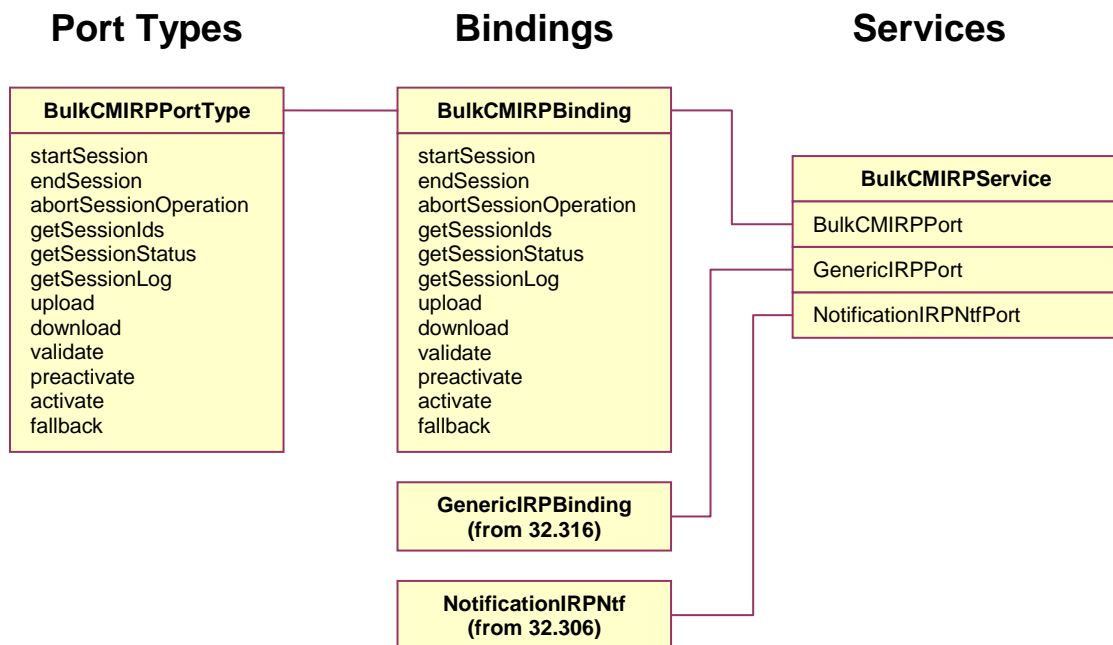 Port Types
Bindings
Services
BulkCMIRPPortType
startSession
endSession
abortSessionOperation
getSessionIds
getSessionStatus
getSessionLog
upload
download
validate
preactivate
activate
fallback
BulkCMIRPBinding
startSession
endSession
abortSessionOperation
getSessionIds
getSessionStatus
getSessionLog
upload
download
validate
preactivate
activate
fallback
GenericIRPBinding
(from 32.316)
NotificationIRPNtf
(from 32.306)
BulkCMIRPService
BulkCMIRPPort
GenericIRPPort
NotificationIRPNtfPort